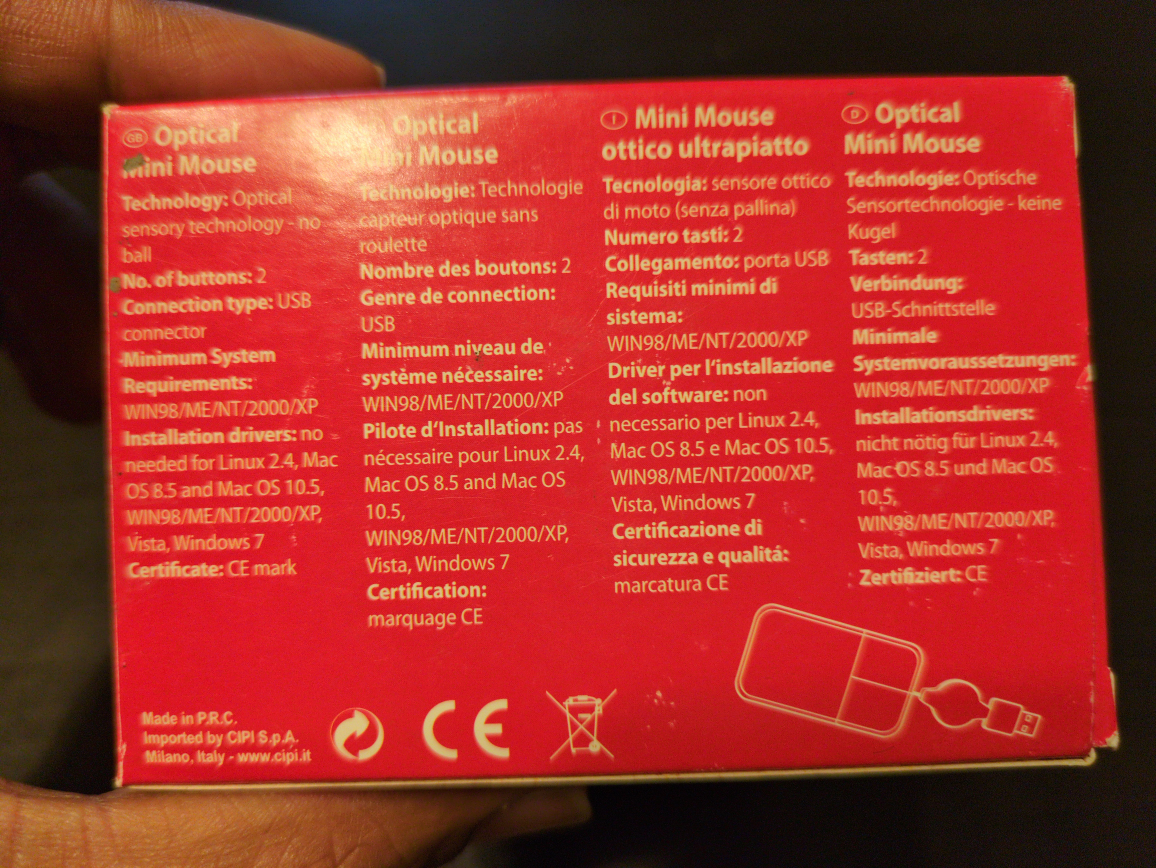 GB Optical
Mini Mouse
Technology: Optical
sensory technology - no
ball
No. of buttons: 2
Connection type: USB
connector
Minimum System
Requirements:
WIN98/ME/NT/2000/XP
Installation drivers: no
needed for Linux 2.4, Mac
OS 8.5 and Mac OS 10.5,
WIN98/ME/NT/2000/XP,
Vista, Windows 7
Certificate: CE mark
Optical
Mini Mouse
Technologie: Technologie
capteur optique sans
roulette
Nombre des boutons: 2
Genre de connection:
USB
Minimum niveau de
système nécessaire:
WIN98/ME/NT/2000/XP
Pilote d'Installation: pas
nécessaire pour Linux 2.4,
Mac OS 8.5 and Mac OS
10.5,
WIN98/ME/NT/2000/XP,
Vista, Windows 7
Certification:
marquage CE
I Mini Mouse
ottico ultrapiatto
Tecnologia: sensore ottico
di moto (senza pallina)
Numero tasti: 2
Collegamento: porta USB
Requisiti minimi di
sistema:
WIN98/ME/NT/2000/XP
Driver per l'installazione
del software: non
necessario per Linux 2.4,
Mac OS 8.5 e Mac OS 10.5,
WIN98/ME/NT/2000/XP,
Vista, Windows 7
Certificazione di
sicurezza e qualitá:
marcatura CE
D Optical
Mini Mouse
Technologie: Optische
Sensortechnologie - keine
Kugel
Tasten: 2
Verbindung:
USB-Schnittstelle
Minimale
Systemvoraussetzungen:
WIN98/ME/NT/2000/XP
Installationsdrivers:
nicht nötig für Linux 2.4,
Mac OS 8.5 und Mac OS
10.5,
WIN98/ME/NT/2000/XP,
Vista, Windows 7
Zertifiziert: CE
Made in P.R.C.
Imported by CIPI S.p.A.
Milano, Italy - www.cipi.it
CE